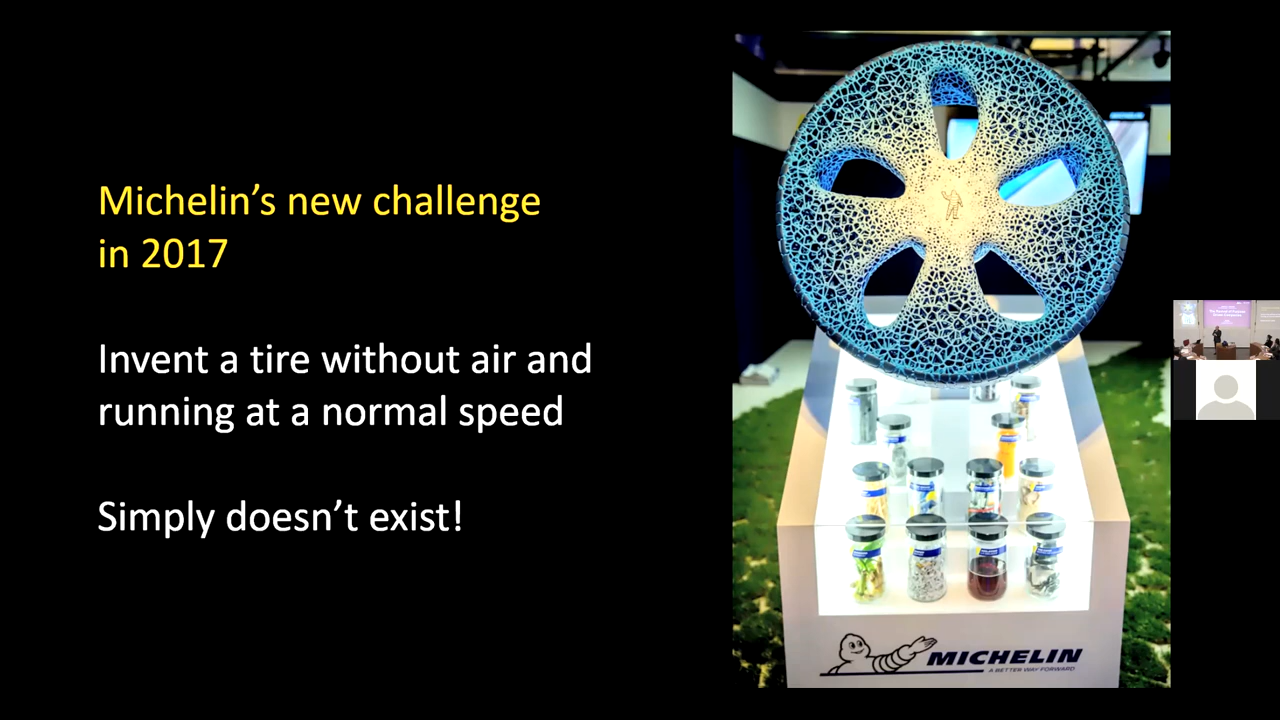 Michelin’s new challenge
in 2017
Invent a tire without air and
running at a normal speed
Simply doesn’t exist!
MICHELIN
A BETTER WAY FORWARD